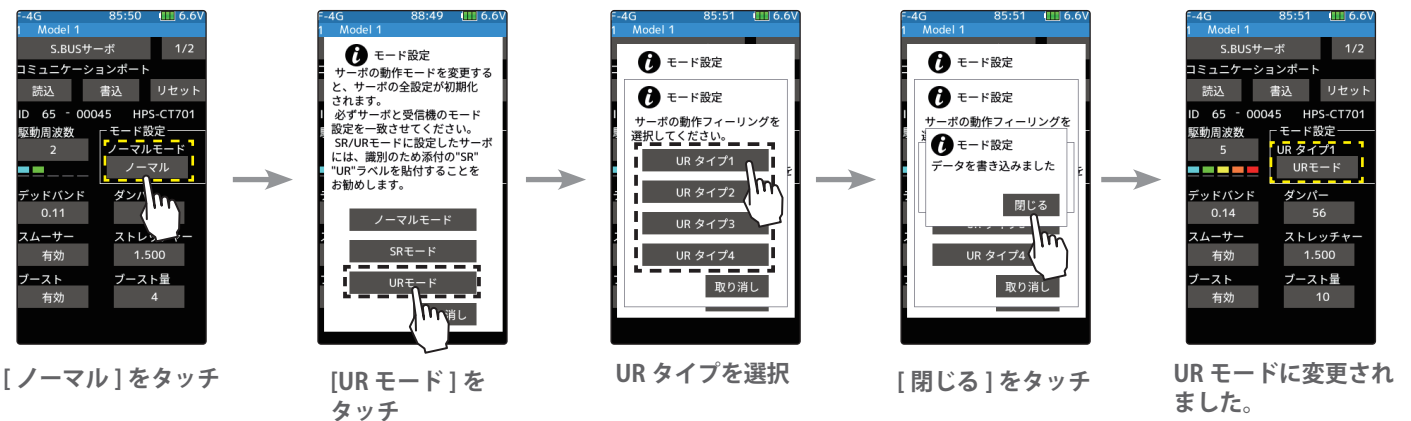 F-4G 85:50 6.6V
1 Model 1
S.BUSサーボ 1/2
コミュニケーションポート
読込 書込 リセット
ID 65 - 00045 HPS-CT701
駆動周波数 モード設定
ノーマルモード
2 ノーマル
デッドバンド ダンパ
0.11
スムーサー ストレッチャー
有効 1.500
ブースト ブースト量
有効 4
[ ノーマル ] をタッチ
F-4G 88:49 6.6V
1 Model 1
モード設定
サーボの動作モードを変更する
と、サーボの全設定が初期化
されます。
必ずサーボと受信機のモード
設定を一致させてください。
SR/URモードに設定したサーボ
には、識別のため添付の"SR"
"UR"ラベルを貼付することを
お勧めします。
ノーマルモード
SRモード
URモード
消し
[UR モード ] を
タッチ
F-4G 85:51 6.6V
1 Model 1
モード設定
モード設定
サーボの動作フィーリングを
選択してください。
UR タイプ1
UR タイプ2
UR タイプ3
UR タイプ4
取り消し
UR タイプを選択
F-4G 85:51 6.6V
1 Model 1
モード設定
モード設定
サーボの動作フィーリングを
モード設定
データを書き込みました
閉じる
UR タイプ3
UR タイプ4
取り消し
[ 閉じる ] をタッチ
F-4G 85:51 6.6V
1 Model 1
S.BUSサーボ 1/2
コミュニケーションポート
読込 書込 リセット
ID 65 - 00045 HPS-CT701
駆動周波数 モード設定
UR タイプ1
5 URモード
デッドバンド ダンパー
0.14 56
スムーサー ストレッチャー
有効 1.500
ブースト ブースト量
有効 10
UR モードに変更され
ました。